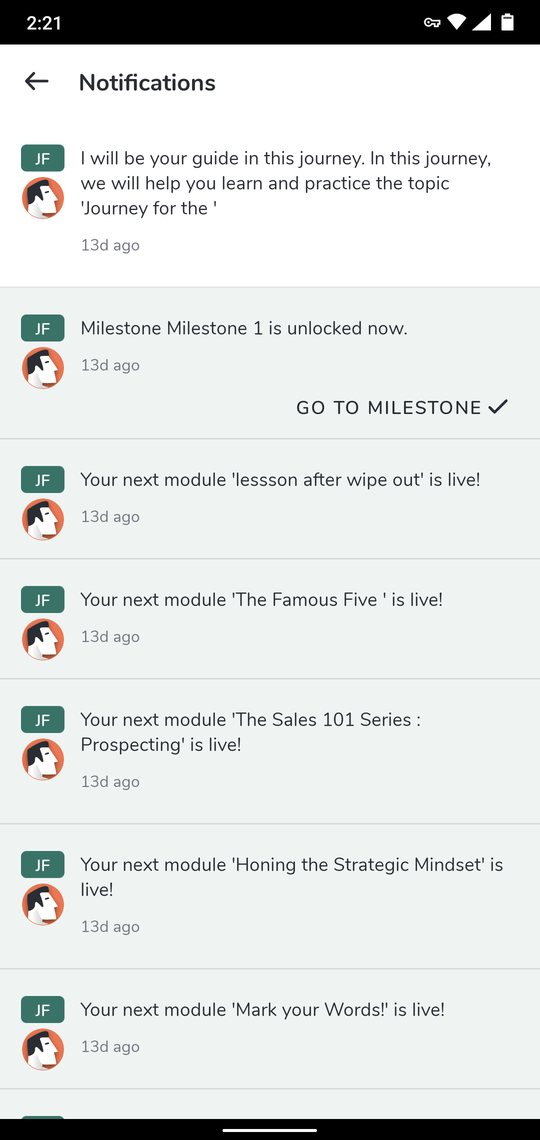 2:21
Notifications
JF
I will be your guide in this journey. In this journey,
we will help you learn and practice the topic
'Journey for the '
13d ago
JF
Milestone Milestone 1 is unlocked now.
13d ago
GO TO MILESTONE
JF
Your next module 'lessson after wipe out' is live!
13d ago
JF
Your next module 'The Famous Five ' is live!
13d ago
JF
Your next module 'The Sales 101 Series :
Prospecting' is live!
13d ago
JF
Your next module 'Honing the Strategic Mindset' is
live!
13d ago
JF
Your next module 'Mark your Words!' is live!
13d ago